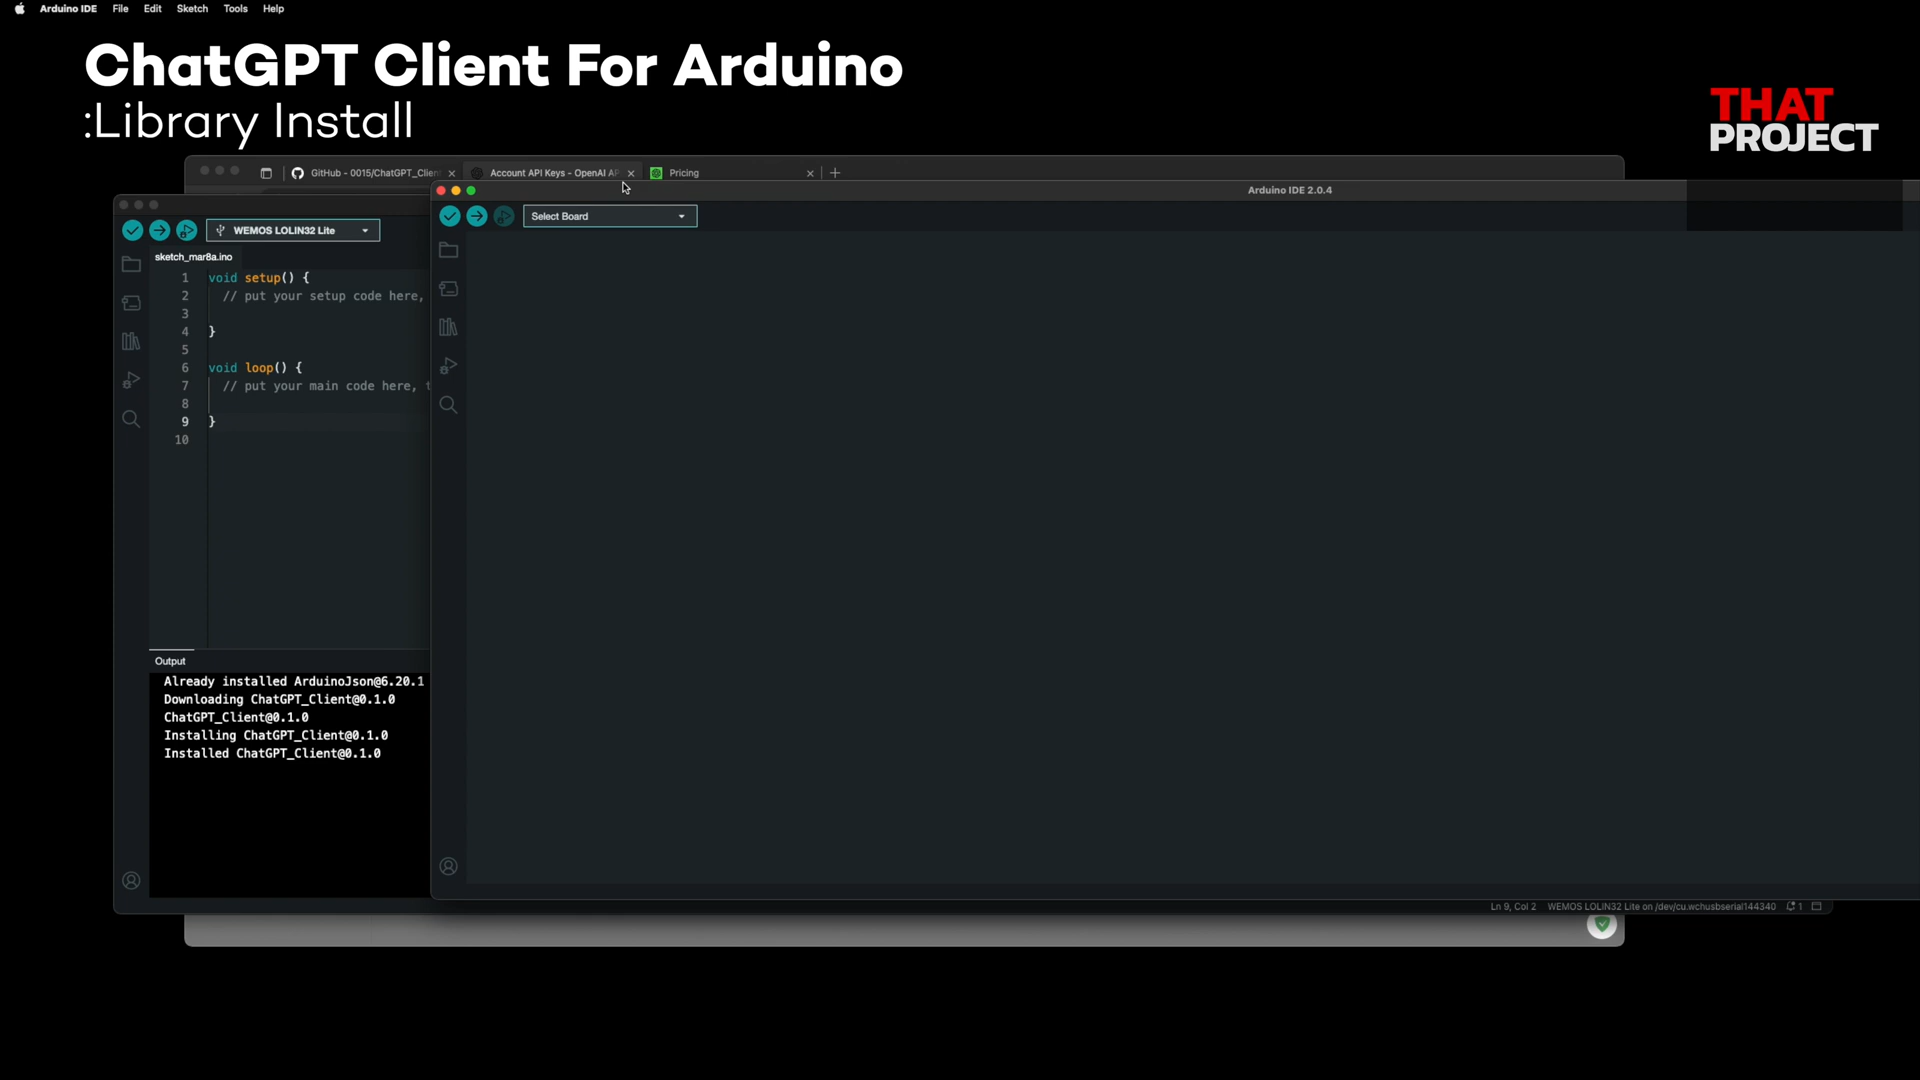 Arduino IDE File Edit Sketch Tools Help
ChatGPT Client For Arduino
:Library Install
THAT
PROJECT
GitHub - 0015/ChatGPT_Clien
Account API Keys - OpenAI AP
Pricing
Arduino IDE 2.0.4
Select Board
WEMOS LOLIN32 Lite
sketch_mar8a.ino
1 void setup() {
2 // put your setup code here,
3
4 }
5
6 void loop() {
7 // put your main code here, t
8
9 }
10
Output
Already installed ArduinoJson@6.20.1
Downloading ChatGPT_Client@0.1.0
ChatGPT_Client@0.1.0
Installing ChatGPT_Client@0.1.0
Installed ChatGPT_Client@0.1.0
Ln 9, Col 2 WEMOS LOLIN32 Lite on /dev/cu.wchusbserial144340 1